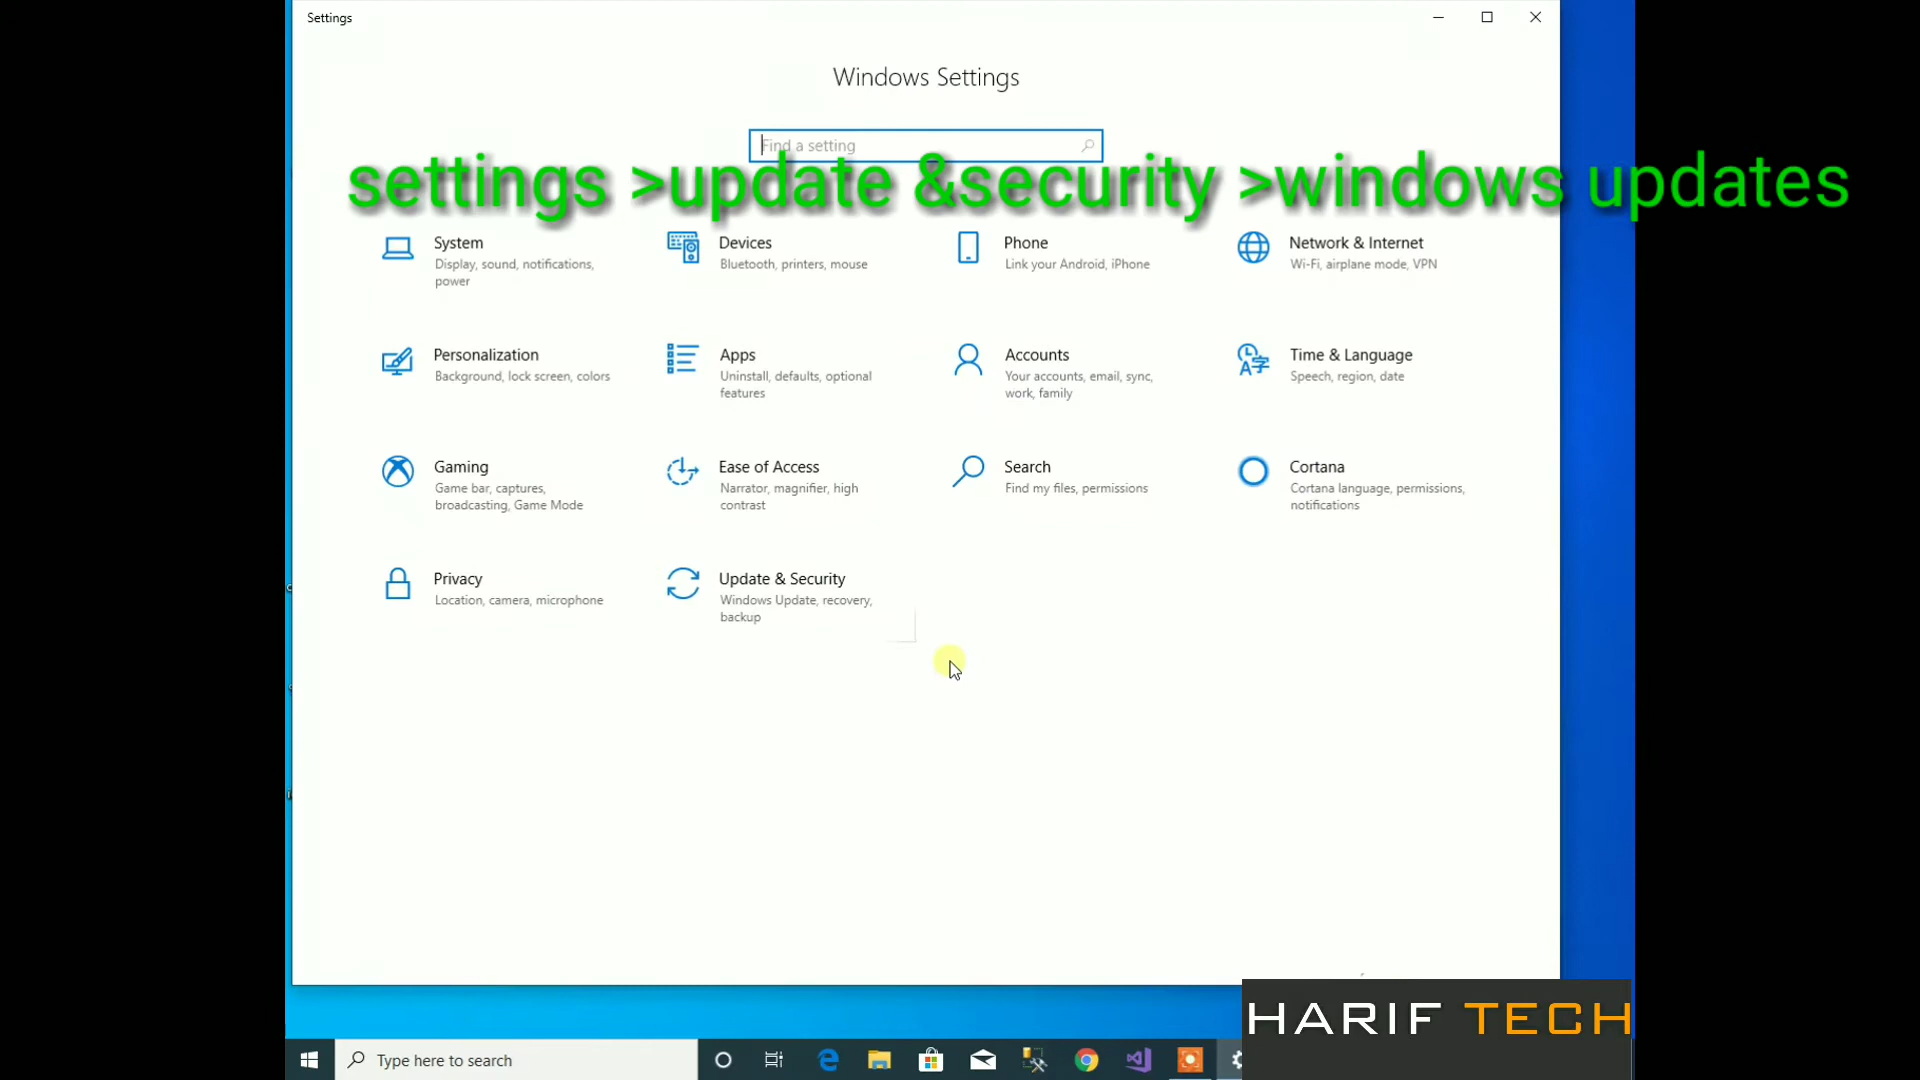 Settings
Windows Settings
Find a setting
settings >update &security >windows updates
System
Display, sound, notifications,
power
Devices
Bluetooth, printers, mouse
Phone
Link your Android, iPhone
Network & Internet
Wi-Fi, airplane mode, VPN
Personalization
Background, lock screen, colors
Apps
Uninstall, defaults, optional
features
Accounts
Your accounts, email, sync,
work, family
Time & Language
Speech, region, date
Gaming
Game bar, captures,
broadcasting, Game Mode
Ease of Access
Narrator, magnifier, high
contrast
Search
Find my files, permissions
Cortana
Cortana language, permissions,
notifications
Privacy
Location, camera, microphone
Update & Security
Windows Update, recovery,
backup
HARIF TECH
Type here to search